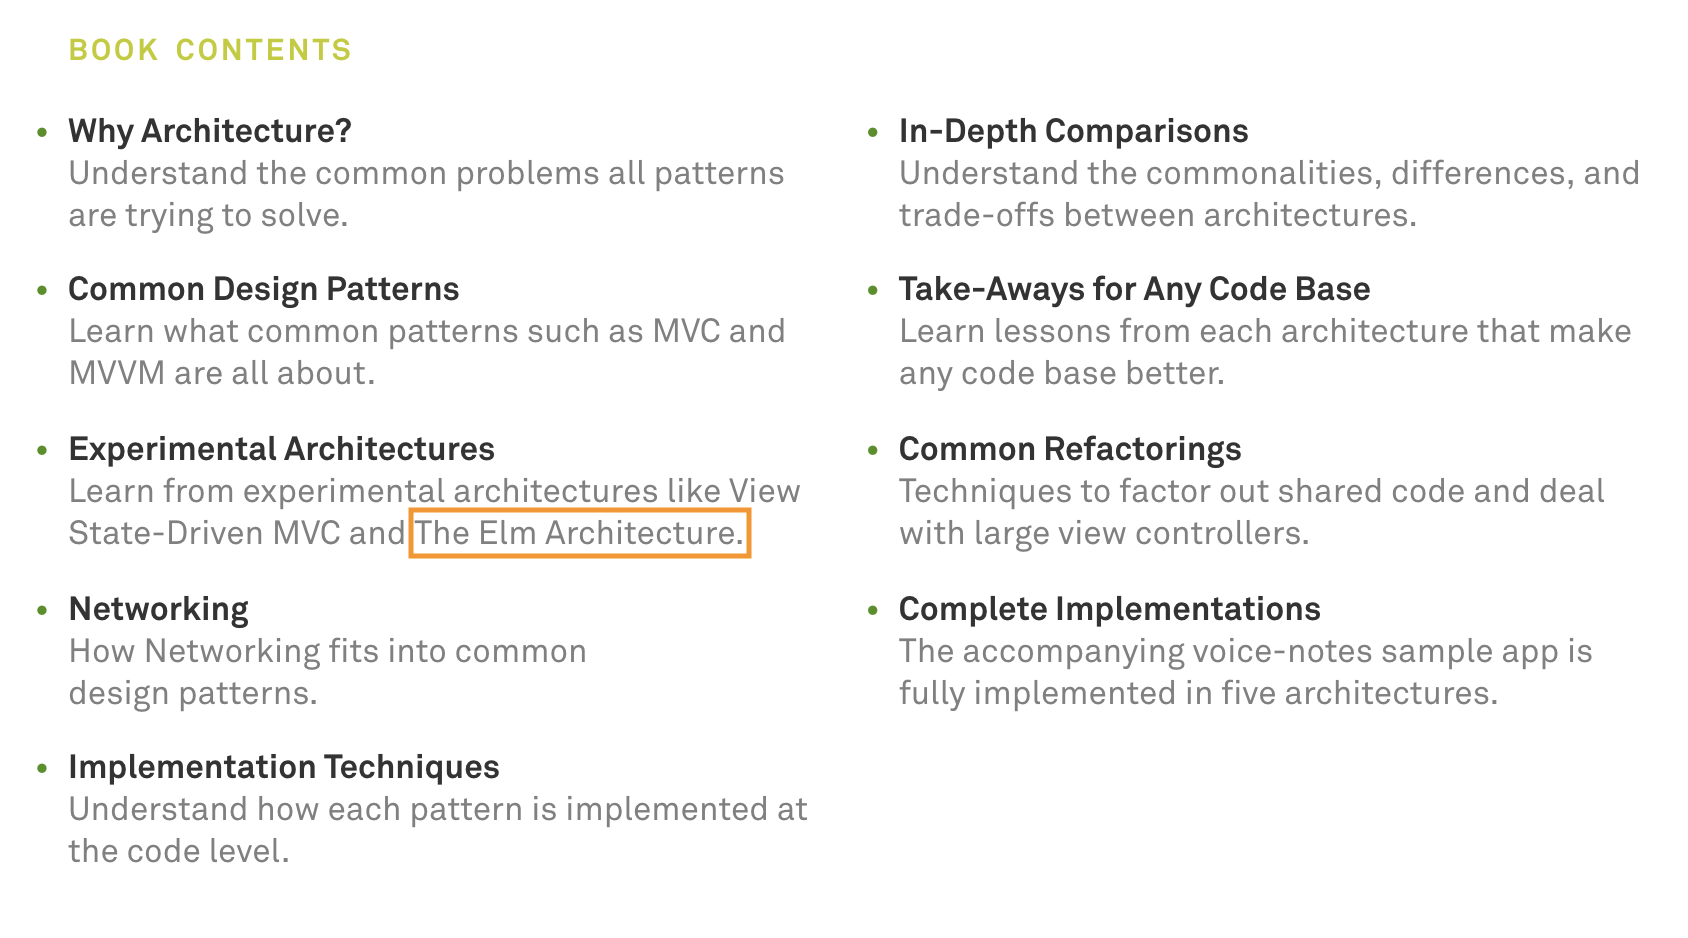 BOOK CONTENTS
• Why Architecture?
Understand the common problems all patterns
are trying to solve.
• Common Design Patterns
Learn what common patterns such as MVC and
MVVM are all about.
• Experimental Architectures
Learn from experimental architectures like View
State-Driven MVC and The Elm Architecture.
• Networking
How Networking fits into common
design patterns.
• Implementation Techniques
Understand how each pattern is implemented at
the code level.
• In-Depth Comparisons
Understand the commonalities, differences, and
trade-offs between architectures.
• Take-Aways for Any Code Base
Learn lessons from each architecture that make
any code base better.
• Common Refactorings
Techniques to factor out shared code and deal
with large view controllers.
• Complete Implementations
The accompanying voice-notes sample app is
fully implemented in five architectures.